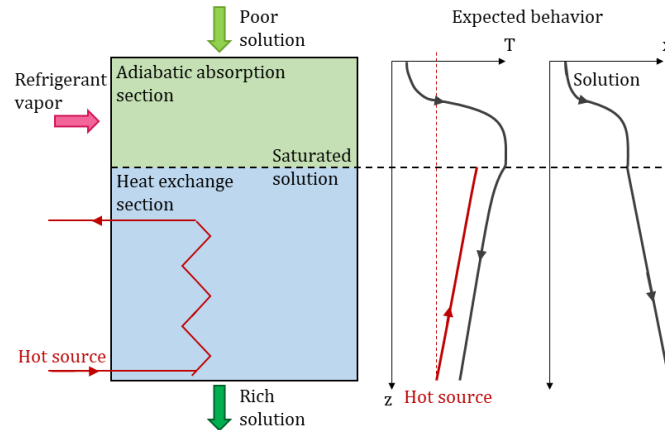 Poor
solution
Expected behavior
T
x
Adiabatic absorption
section
Solution
Refrigerant
vapor
Saturated
solution
Heat exchange
section
Hot source
z
Hot source
Rich
solution